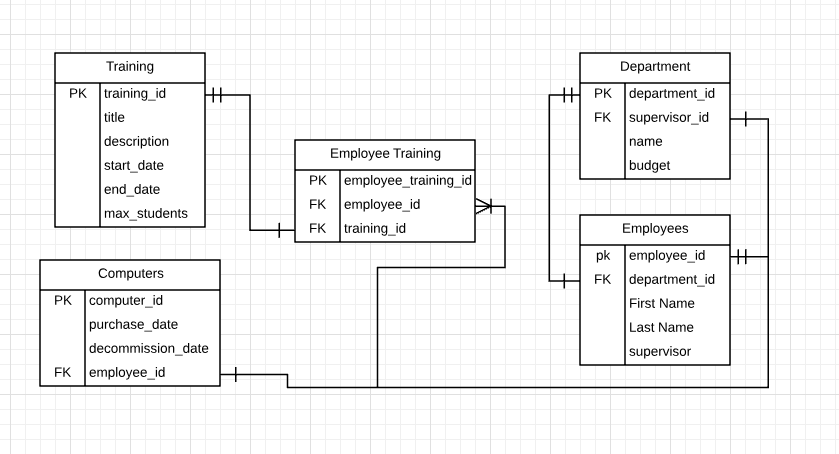 Training
PK training_id
title
description
start_date
end_date
max_students
Employee Training
PK employee_training_id
FK employee_id
FK training_id
Computers
PK computer_id
purchase_date
decommission_date
FK employee_id
Department
PK department_id
FK supervisor_id
name
budget
Employees
pk employee_id
FK department_id
First Name
Last Name
supervisor